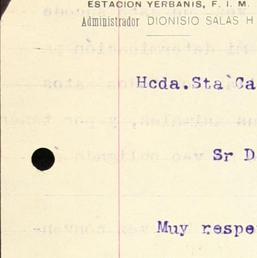 ESTACION YERBANIS, F. I. M.
Administrador DIONISIO SALAS H
Hcda.Sta`Ca
Sr D
Muy respe